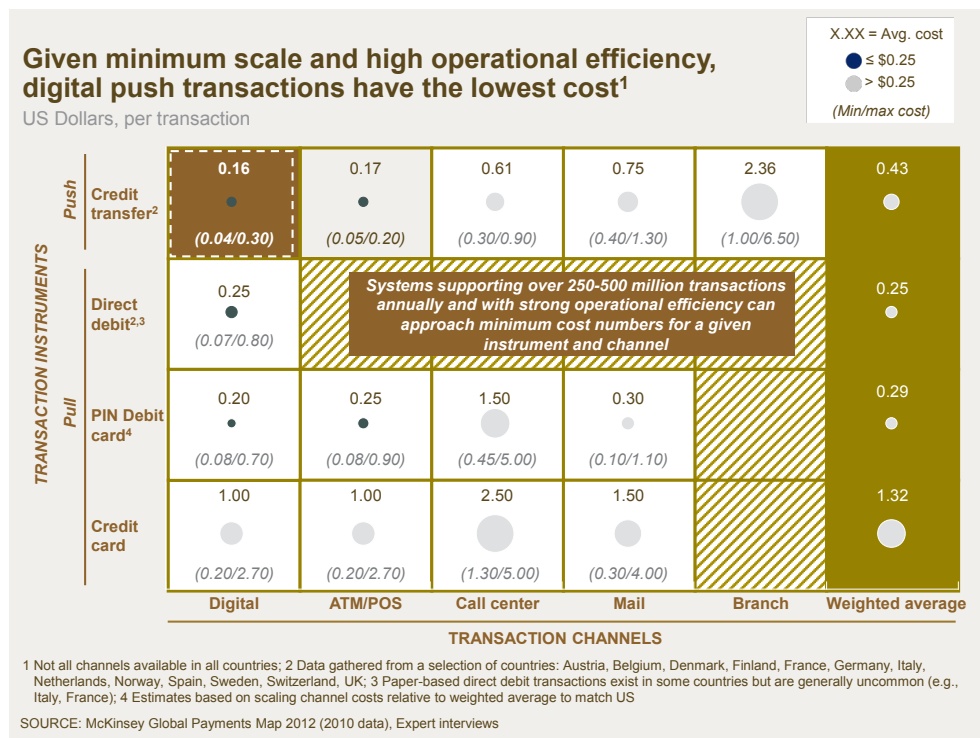 Given minimum scale and high operational efficiency,
digital push transactions have the lowest cost1
US Dollars, per transaction
X.XX = Avg. cost
≤ $0.25
> $0.25
(Min/max cost)
TRANSACTION INSTRUMENTS
Push
Credit
transfer2
0.16
(0.04/0.30)
0.17
(0.05/0.20)
0.61
(0.30/0.90)
0.75
(0.40/1.30)
2.36
(1.00/6.50)
0.43
Pull
Direct
debit2,3
0.25
(0.07/0.80)
Systems supporting over 250-500 million transactions
annually and with strong operational efficiency can
approach minimum cost numbers for a given
instrument and channel
0.25
PIN Debit
card4
0.20
(0.08/0.70)
0.25
(0.08/0.90)
1.50
(0.45/5.00)
0.30
(0.10/1.10)
0.29
Credit
card
1.00
(0.20/2.70)
1.00
(0.20/2.70)
2.50
(1.30/5.00)
1.50
(0.30/4.00)
1.32
Digital
ATM/POS
Call center
Mail
Branch
Weighted average
TRANSACTION CHANNELS
1 Not all channels available in all countries; 2 Data gathered from a selection of countries: Austria, Belgium, Denmark, Finland, France, Germany, Italy,
Netherlands, Norway, Spain, Sweden, Switzerland, UK; 3 Paper-based direct debit transactions exist in some countries but are generally uncommon (e.g.,
Italy, France); 4 Estimates based on scaling channel costs relative to weighted average to match US
SOURCE: McKinsey Global Payments Map 2012 (2010 data), Expert interviews